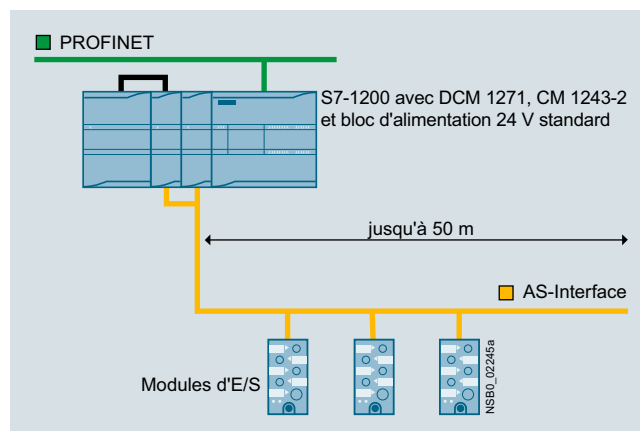 PROFINET
S7-1200 avec DCM 1271, CM 1243-2
et bloc d'alimentation 24 V standard
jusqu'à 50 m
AS-Interface
Modules d'E/S
NSB0_02245a